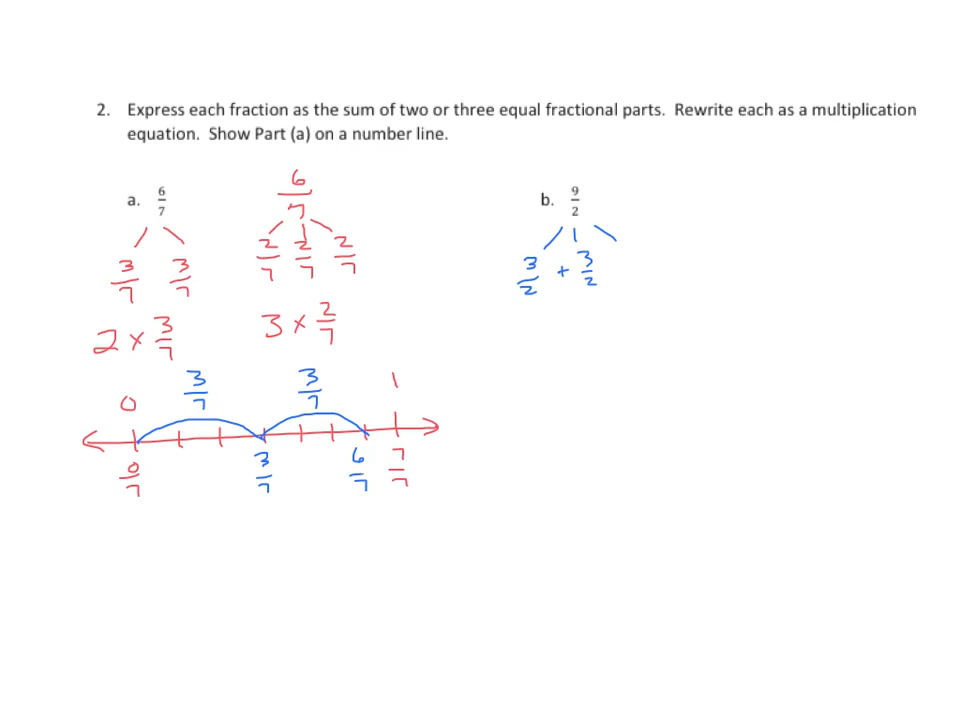 2. Express each fraction as the sum of two or three equal fractional parts. Rewrite each as a multiplication
equation. Show Part (a) on a number line.
a. 6/7
6/7
b. 9/2
3/7 3/7
2/7 2/7 2/7
3/2 + 3/2
2 × 3/7
3 × 2/7
0 3/7 3/7 1
0/7 3/7 6/7 7/7